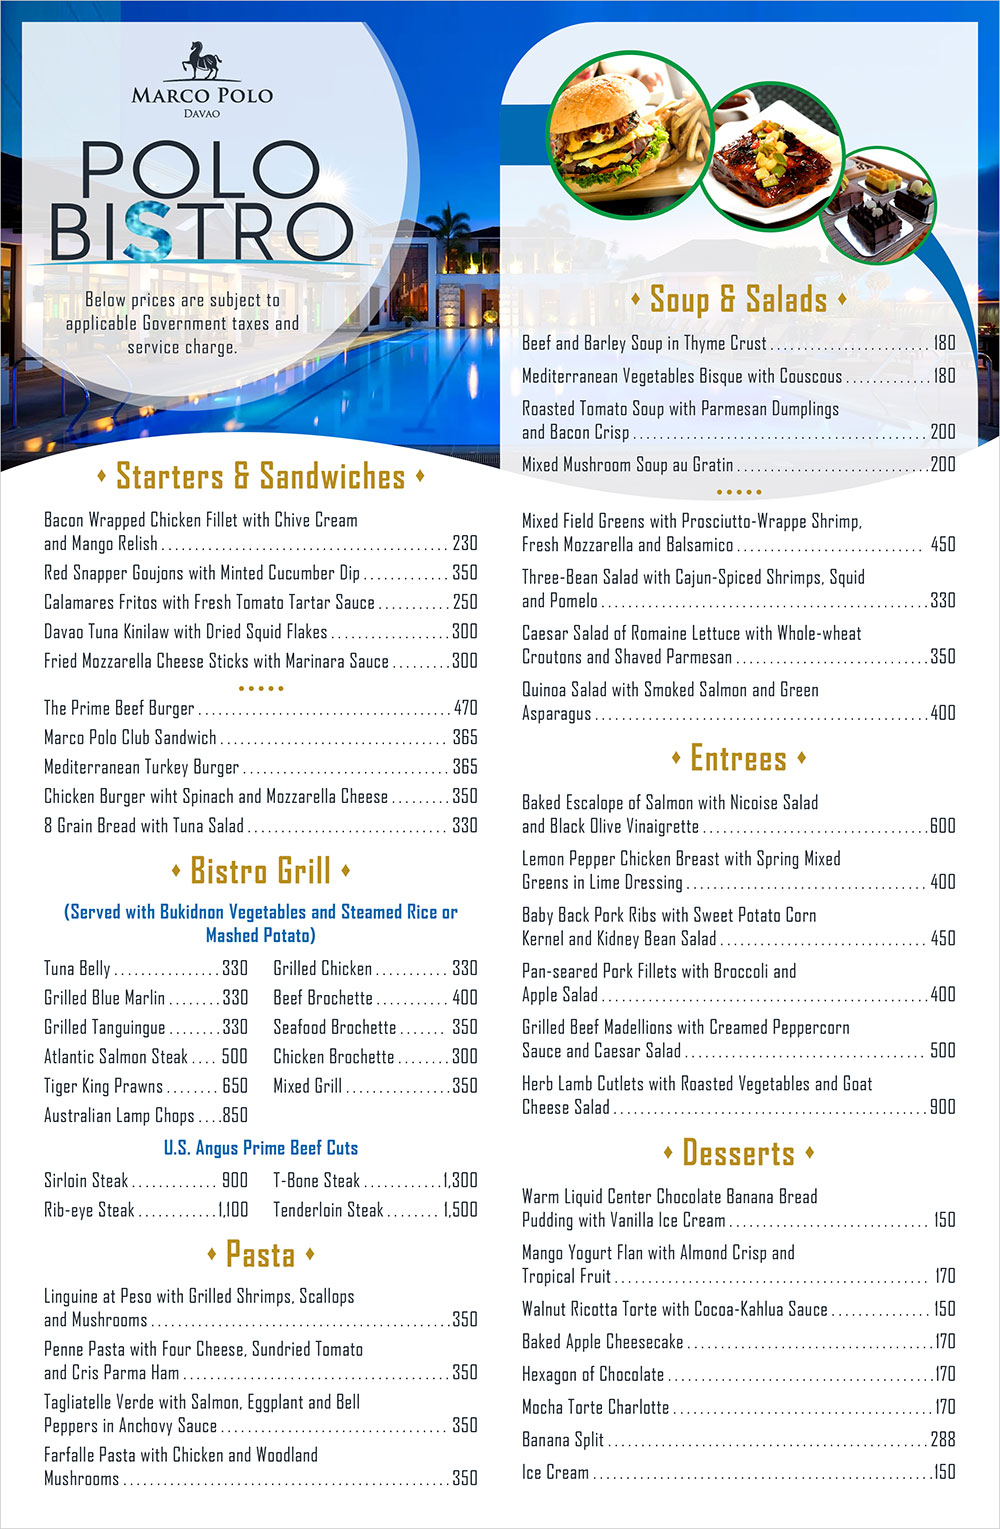 MARCO POLO
DAVAO
POLO
BISTRO
Below prices are subject to
applicable Government taxes and
service charge.
Starters & Sandwiches
Bacon Wrapped Chicken Fillet with Chive Cream
and Mango Relish 230
Red Snapper Goujons with Minted Cucumber Dip 350
Calamares Fritos with Fresh Tomato Tartar Sauce 250
Davao Tuna Kinilaw with Dried Squid Flakes 300
Fried Mozzarella Cheese Sticks with Marinara Sauce 300
The Prime Beef Burger 470
Marco Polo Club Sandwich 365
Mediterranean Turkey Burger 365
Chicken Burger wiht Spinach and Mozzarella Cheese 350
8 Grain Bread with Tuna Salad 330
Bistro Grill
(Served with Bukidnon Vegetables and Steamed Rice or
Mashed Potato)
Tuna Belly 330
Grilled Blue Marlin 330
Grilled Tanguingue 330
Atlantic Salmon Steak 500
Tiger King Prawns 650
Australian Lamp Chops 850
Grilled Chicken 330
Beef Brochette 400
Seafood Brochette 350
Chicken Brochette 300
Mixed Grill 350
U.S. Angus Prime Beef Cuts
Sirloin Steak 900
Rib-eye Steak 1,100
T-Bone Steak 1,300
Tenderloin Steak 1,500
Pasta
Linguine at Peso with Grilled Shrimps, Scallops
and Mushrooms 350
Penne Pasta with Four Cheese, Sundried Tomato
and Cris Parma Ham 350
Tagliatelle Verde with Salmon, Eggplant and Bell
Peppers in Anchovy Sauce 350
Farfalle Pasta with Chicken and Woodland
Mushrooms 350
Soup & Salads
Beef and Barley Soup in Thyme Crust 180
Mediterranean Vegetables Bisque with Couscous 180
Roasted Tomato Soup with Parmesan Dumplings
and Bacon Crisp 200
Mixed Mushroom Soup au Gratin 200
Mixed Field Greens with Prosciutto-Wrappe Shrimp,
Fresh Mozzarella and Balsamico 450
Three-Bean Salad with Cajun-Spiced Shrimps, Squid
and Pomelo 330
Caesar Salad of Romaine Lettuce with Whole-wheat
Croutons and Shaved Parmesan 350
Quinoa Salad with Smoked Salmon and Green
Asparagus 400
Entrees
Baked Escalope of Salmon with Nicoise Salad
and Black Olive Vinaigrette 600
Lemon Pepper Chicken Breast with Spring Mixed
Greens in Lime Dressing 400
Baby Back Pork Ribs with Sweet Potato Corn
Kernel and Kidney Bean Salad 450
Pan-seared Pork Fillets with Broccoli and
Apple Salad 400
Grilled Beef Madellions with Creamed Peppercorn
Sauce and Caesar Salad 500
Herb Lamb Cutlets with Roasted Vegetables and Goat
Cheese Salad 900
Desserts
Warm Liquid Center Chocolate Banana Bread
Pudding with Vanilla Ice Cream 150
Mango Yogurt Flan with Almond Crisp and
Tropical Fruit 170
Walnut Ricotta Torte with Cocoa-Kahlua Sauce 150
Baked Apple Cheesecake 170
Hexagon of Chocolate 170
Mocha Torte Charlotte 170
Banana Split 288
Ice Cream 150